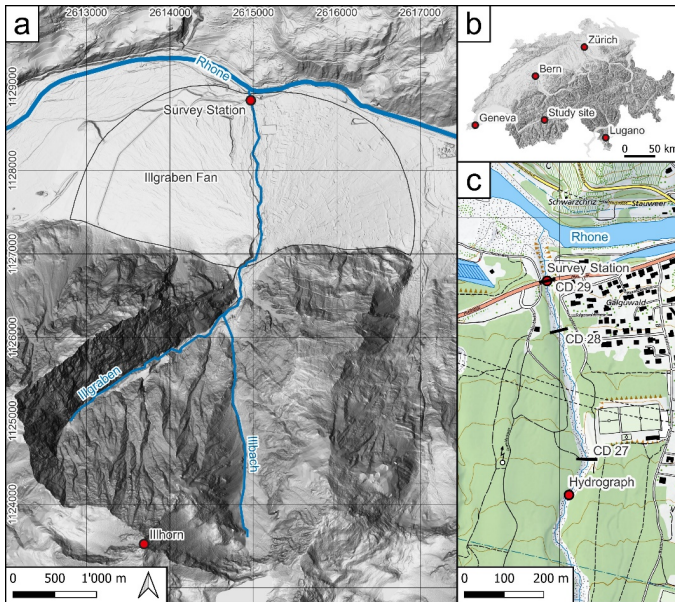 a
2613000
2614000
2615000
2616000
2617000
1129000
1128000
1127000
1126000
1125000
1124000
Rhone
Survey Station
Illgraben Fan
Illgraben
Illbach
Illhorn
0 500 1'000 m
b
Zürich
Bern
Geneva
Study site
Lugano
0 50 km
c
Schwarzchriz
Stauweer
Rhone
Survey Station
CD 29
CD 28
CD 27
Hydrograph
0 100 200 m